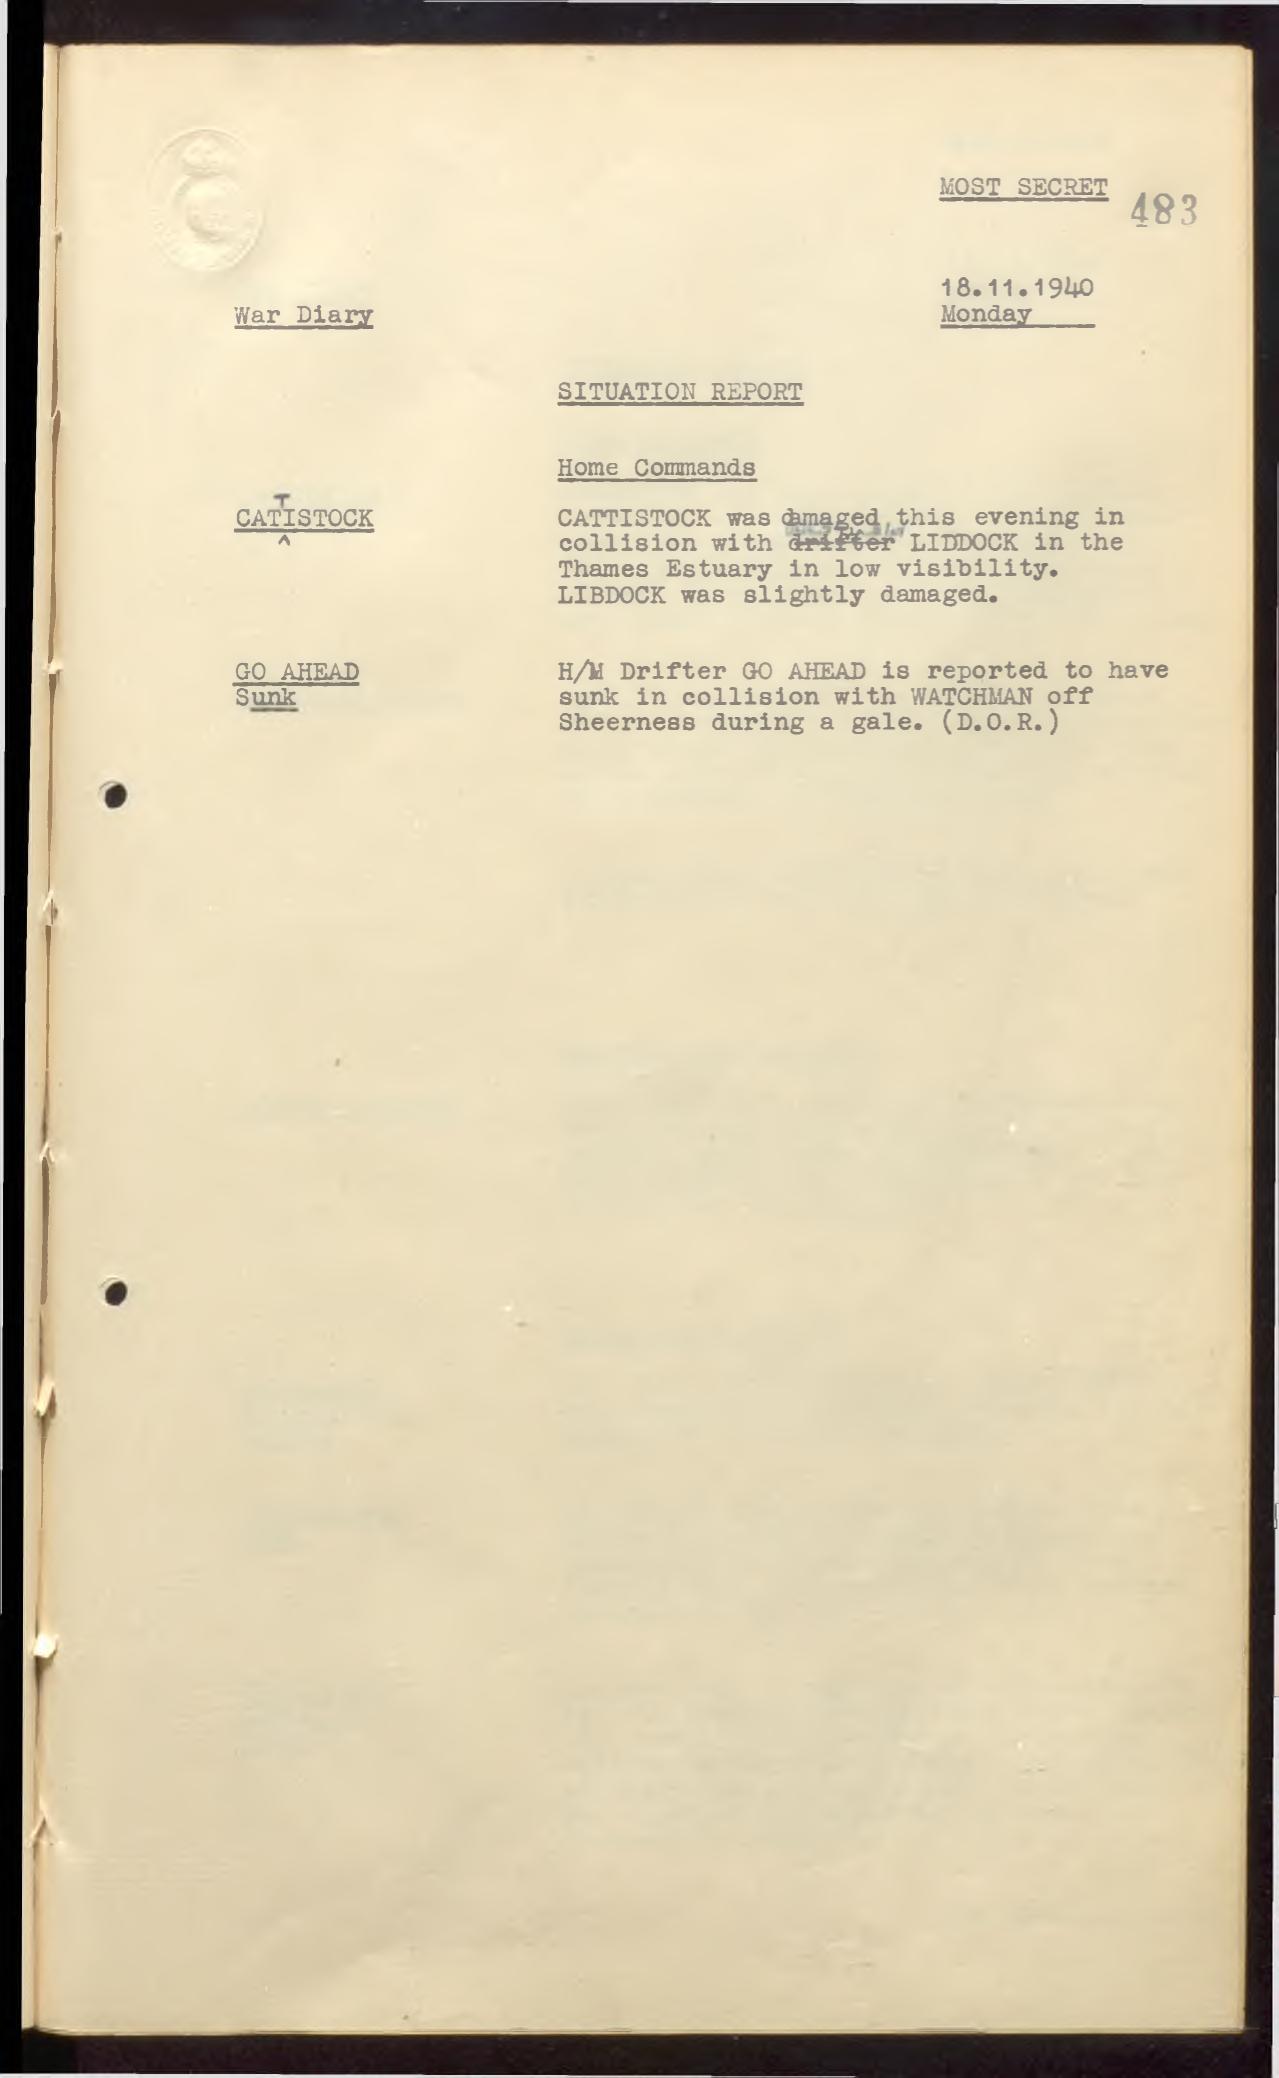 MOST SECRET
483
18.11.1940
War Diary
Monday
SITUATION REPORT
Home Commands
CATTISTOCK
CATTISTOCK was damaged this evening in
collision with drifter LIDDOCK in the
Thames Estuary in low visibility.
LIBDOCK was slightly damaged.
GO AHEAD
Sunk
H/M Drifter GO AHEAD is reported to have
sunk in collision with WATCHMAN off
Sheerness during a gale. (D.O.R.)